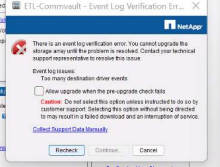 ETL-Commvault - Event Log Verification Err...
NetApp
There is an event log verification error. You cannot upgrade the
storage array until the problem is resolved. Contact your technical
support representative to resolve this issue.
Event log issues:
Too many destination driver events
Allow upgrade when the pre-upgrade check fails
Caution: Do not select this option unless instructed to do so by
customer support. Selecting this option without being directed
to may result in a failed download and an interruption of service.
Collect Support Data Manually
Recheck Continue... Cancel